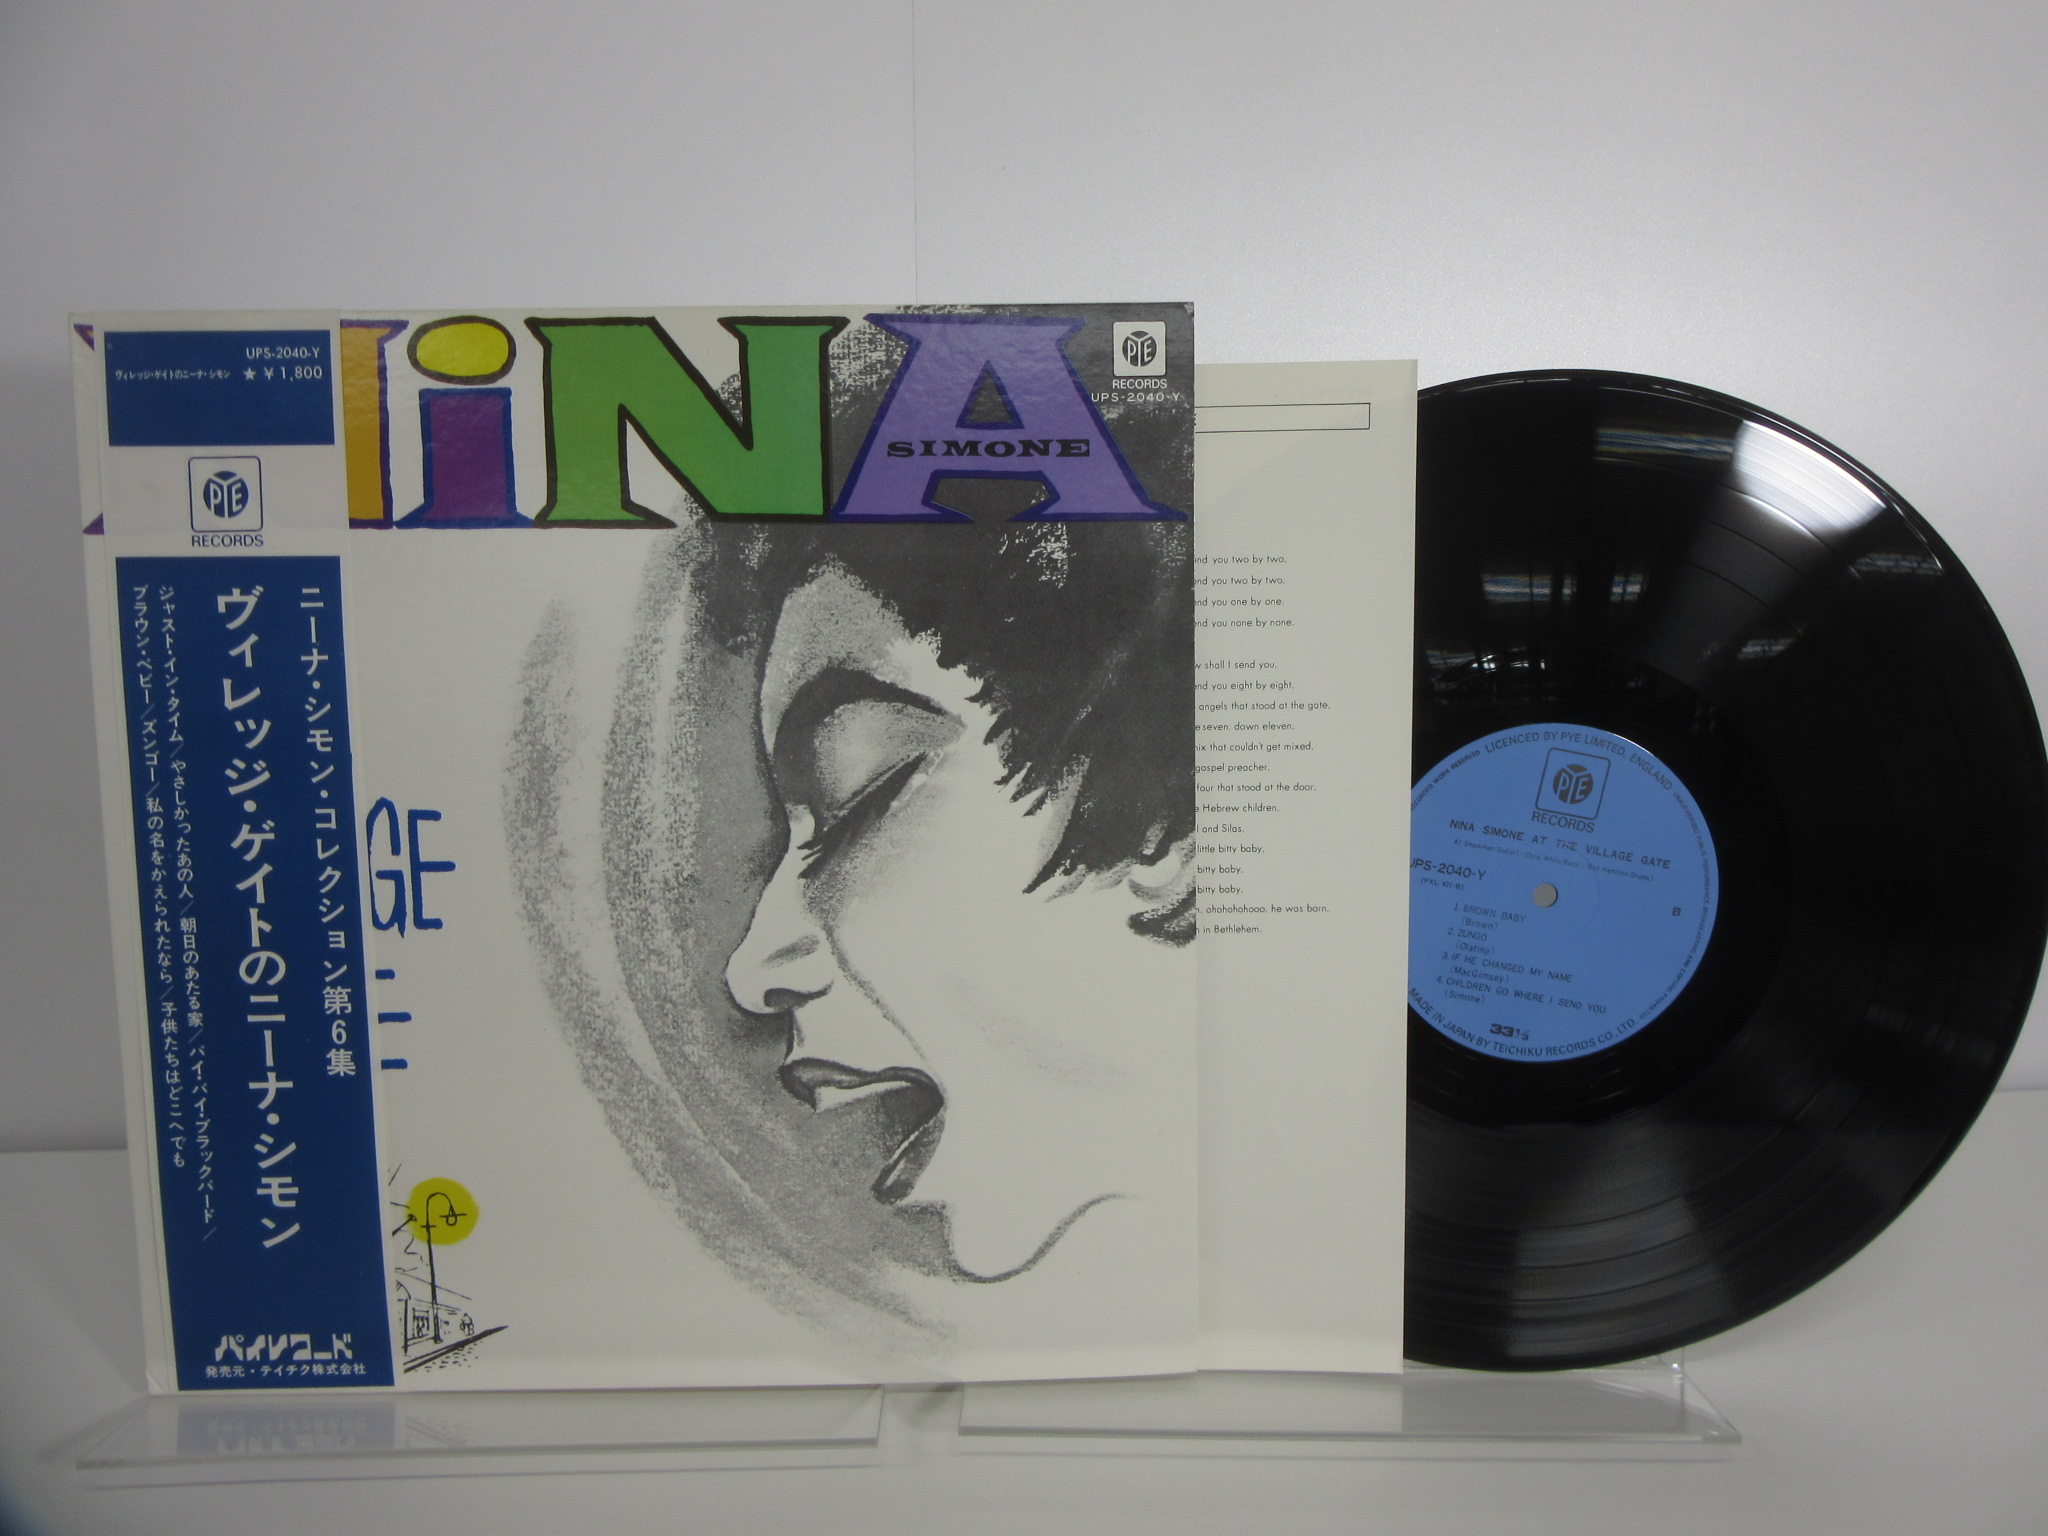 UPS-2040-Y
ヴィレッジ・ゲイトのニーナ・シモン ★ ¥1,800
PYE
RECORDS
ニーナ・シモン・コレクション第6集
ヴィレッジ・ゲイトのニーナ・シモン
ジャスト・イン・タイム/やさしかったあの人/朝日のあたる家/バイ・バイ・ブラックバード/
ブラウン・ベビー/ズンゴー/私の名をかえられたなら/子供たちはどこへでも
パイレコード
発売元・テイチク株式会社
NINA
SIMONE
PYE
RECORDS
UPS-2040-Y
GE
end you two by two.
end you two by two.
end you one by one.
end you none by none.
w shall I send you.
end you eight by eight.
angels that stood at the gate.
e seven, down eleven.
nix that couldn't get mixed.
gospel preacher.
four that stood at the door.
e Hebrew children.
l and Silas.
little bitty baby.
bitty baby.
bitty baby.
n, ohohohohooo, he was born.
n in Bethlehem.
RECORDED WORK RESERVED LICENCED BY PYE LIMITED, ENGLAND
PYE
RECORDS
NINA SIMONE AT THE VILLAGE GATE
UPS-2040-Y
(PXL 421-B)
B
1. BROWN BABY
(Brown)
2. ZUNGO
(Olatinji)
3. IF HE CHANGED MY NAME
(MacGimsey)
4. CHILDREN GO WHERE I SEND YOU
(Simone)
33⅓
MADE IN JAPAN BY TEICHIKU RECORDS CO., LTD.